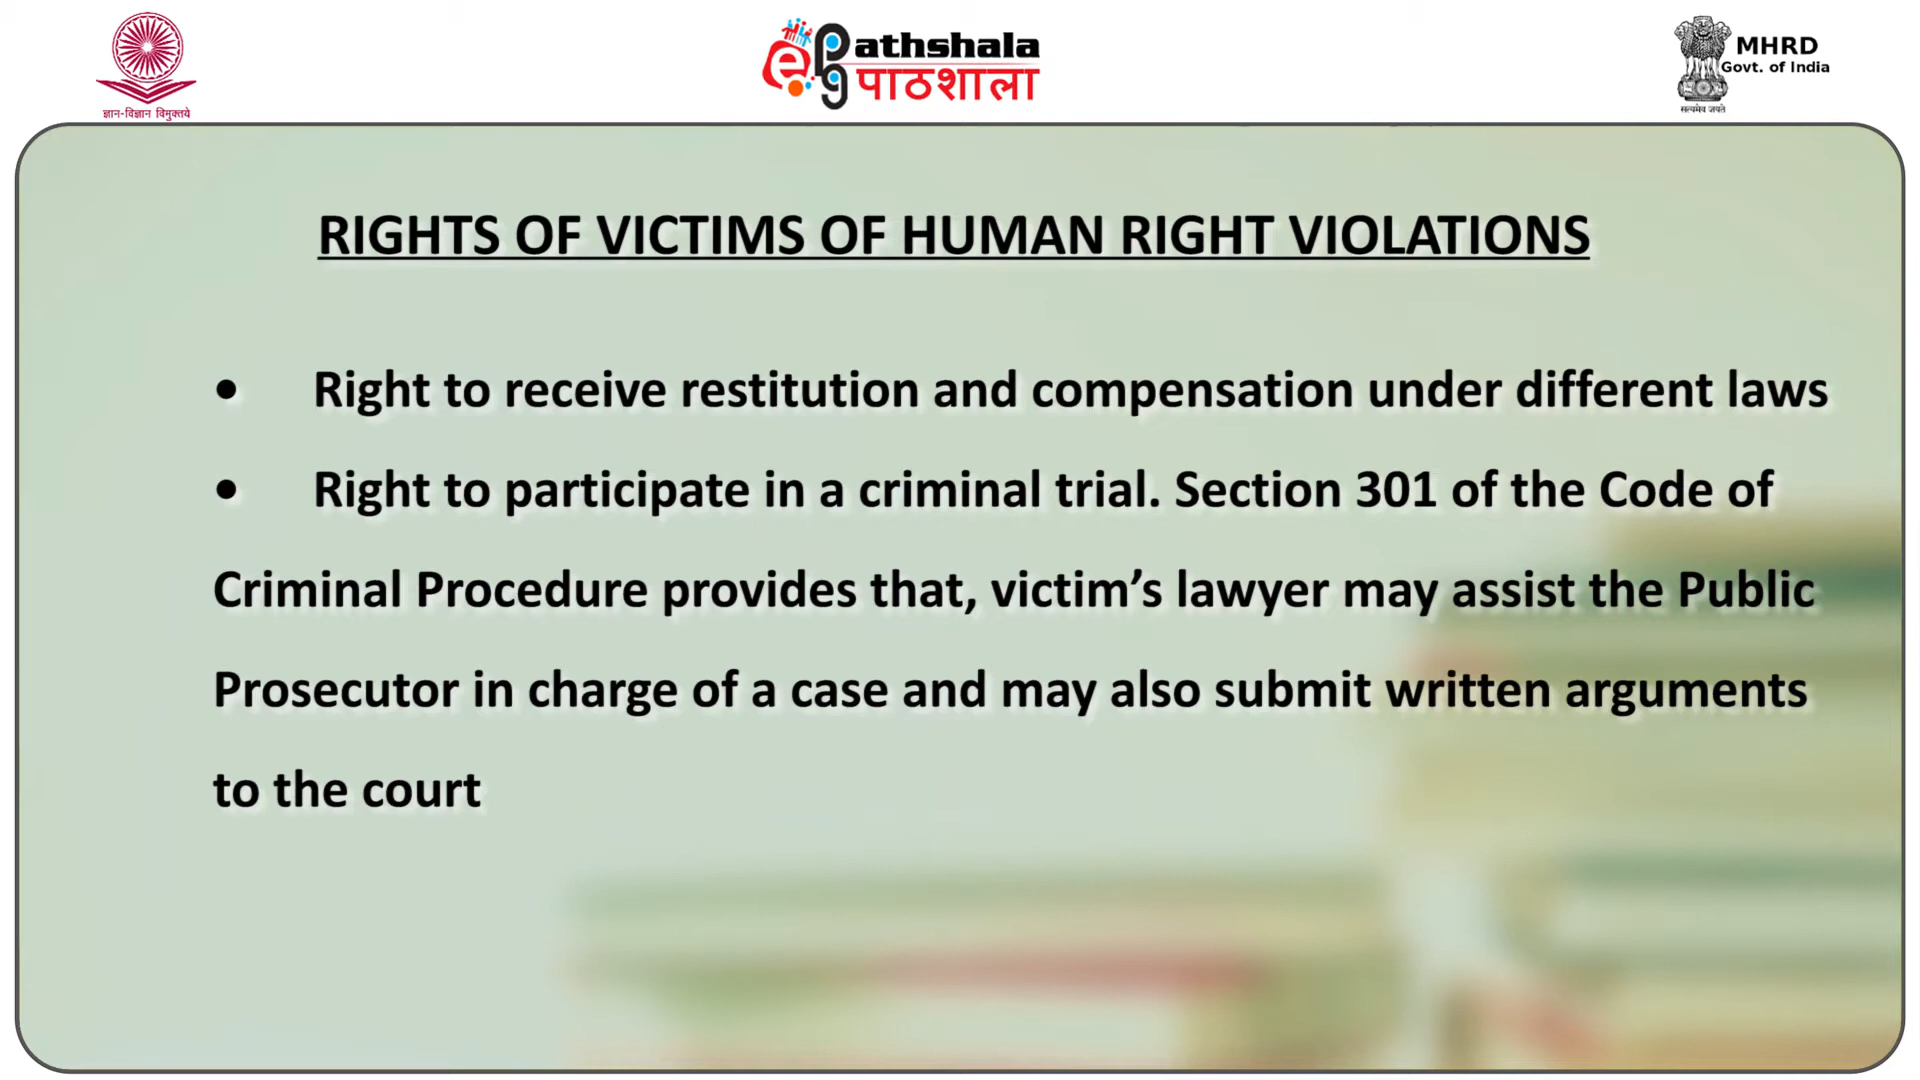 ज्ञान-विज्ञान विमुक्तये
ePG Pathshala
पाठशाला
MHRD
Govt. of India
सत्यमेव जयते
RIGHTS OF VICTIMS OF HUMAN RIGHT VIOLATIONS
• Right to receive restitution and compensation under different laws
• Right to participate in a criminal trial. Section 301 of the Code of
Criminal Procedure provides that, victim’s lawyer may assist the Public
Prosecutor in charge of a case and may also submit written arguments
to the court